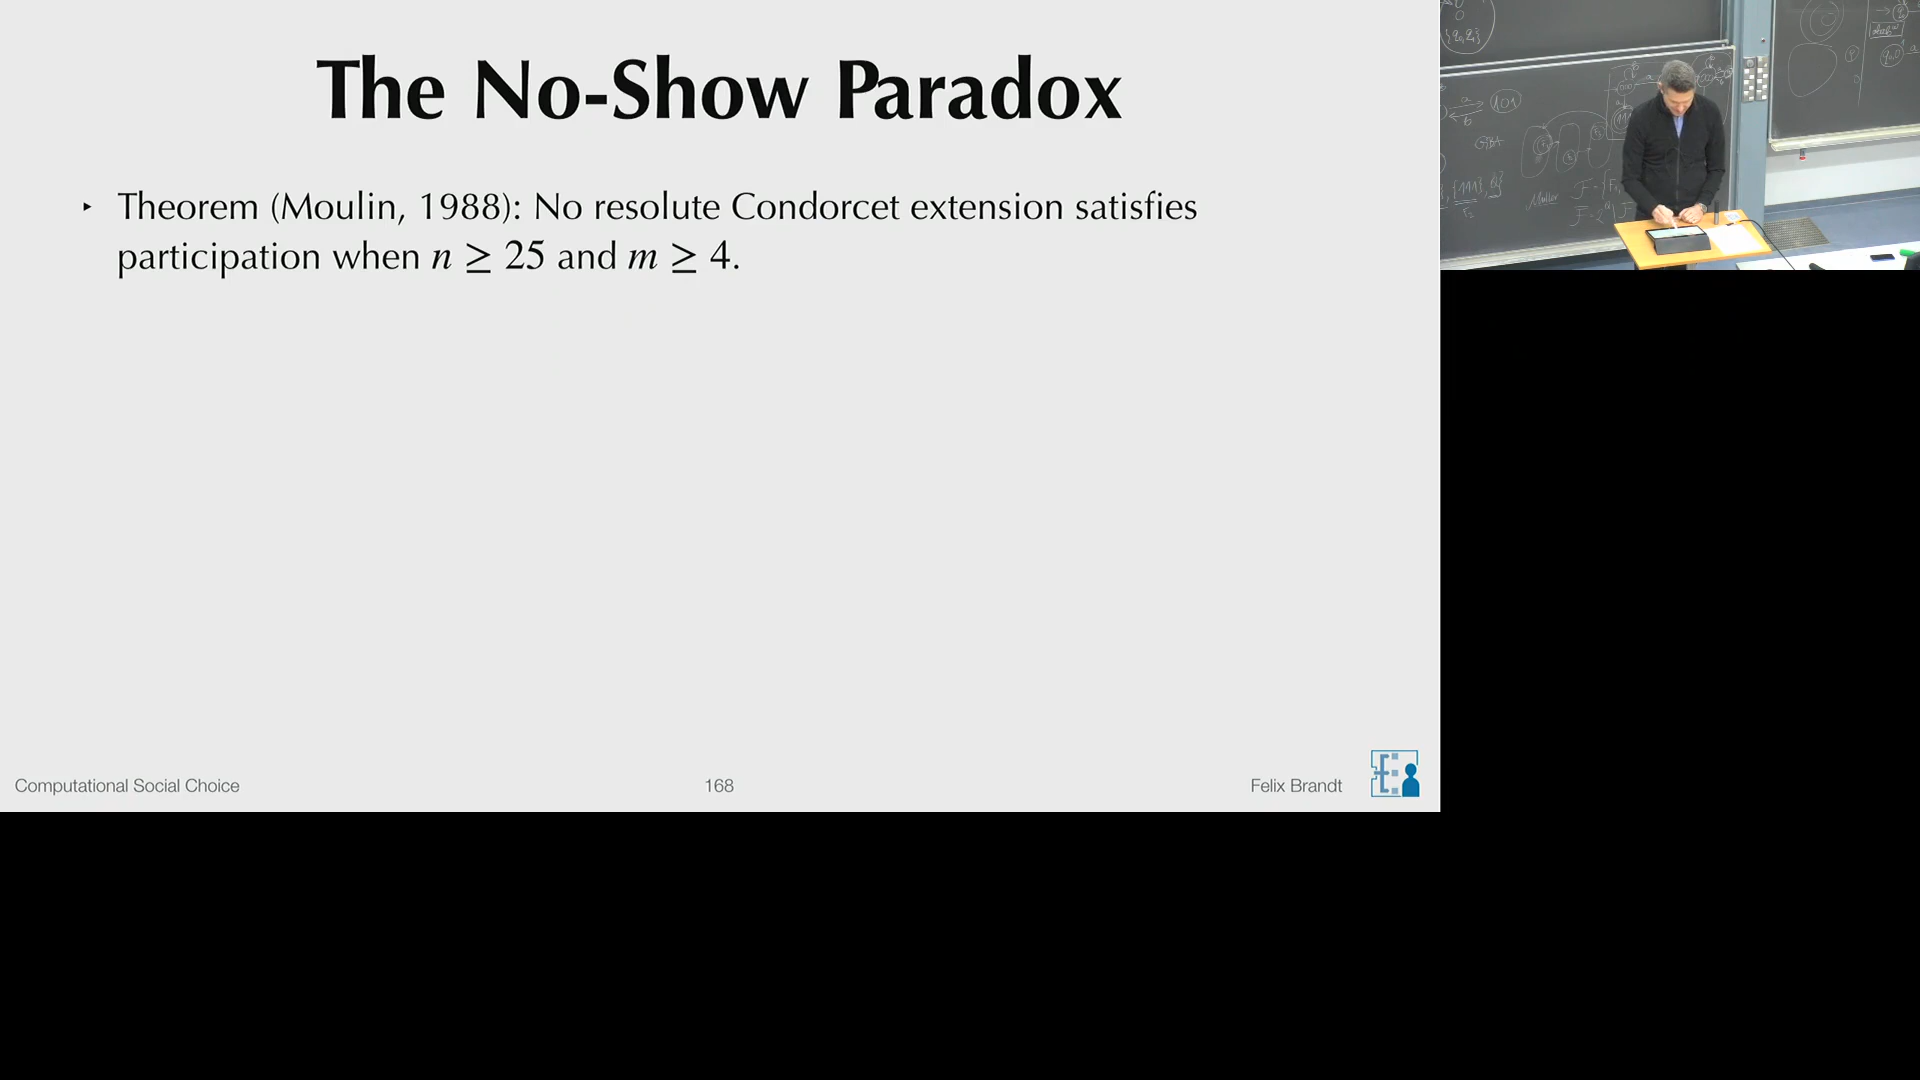 The No-Show Paradox
‣ Theorem (Moulin, 1988): No resolute Condorcet extension satisfies
participation when n ≥ 25 and m ≥ 4.
Computational Social Choice
168
Felix Brandt